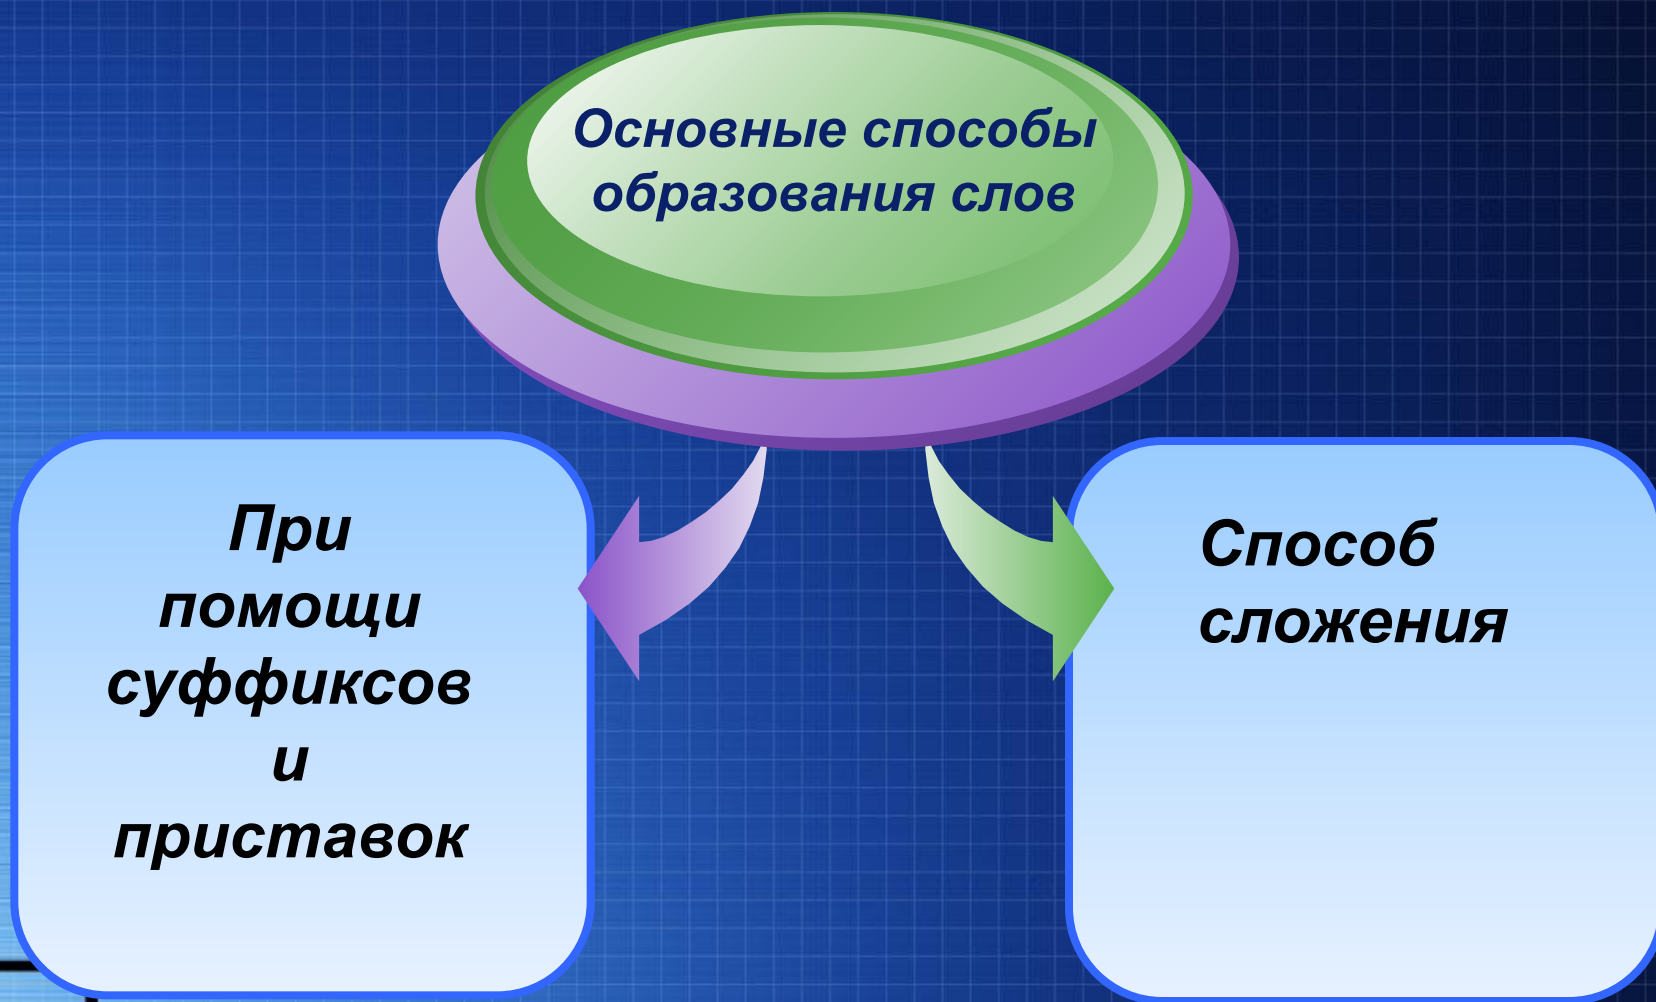 Основные способы
образования слов
При
помощи
суффиксов
и
приставок
Способ
сложения